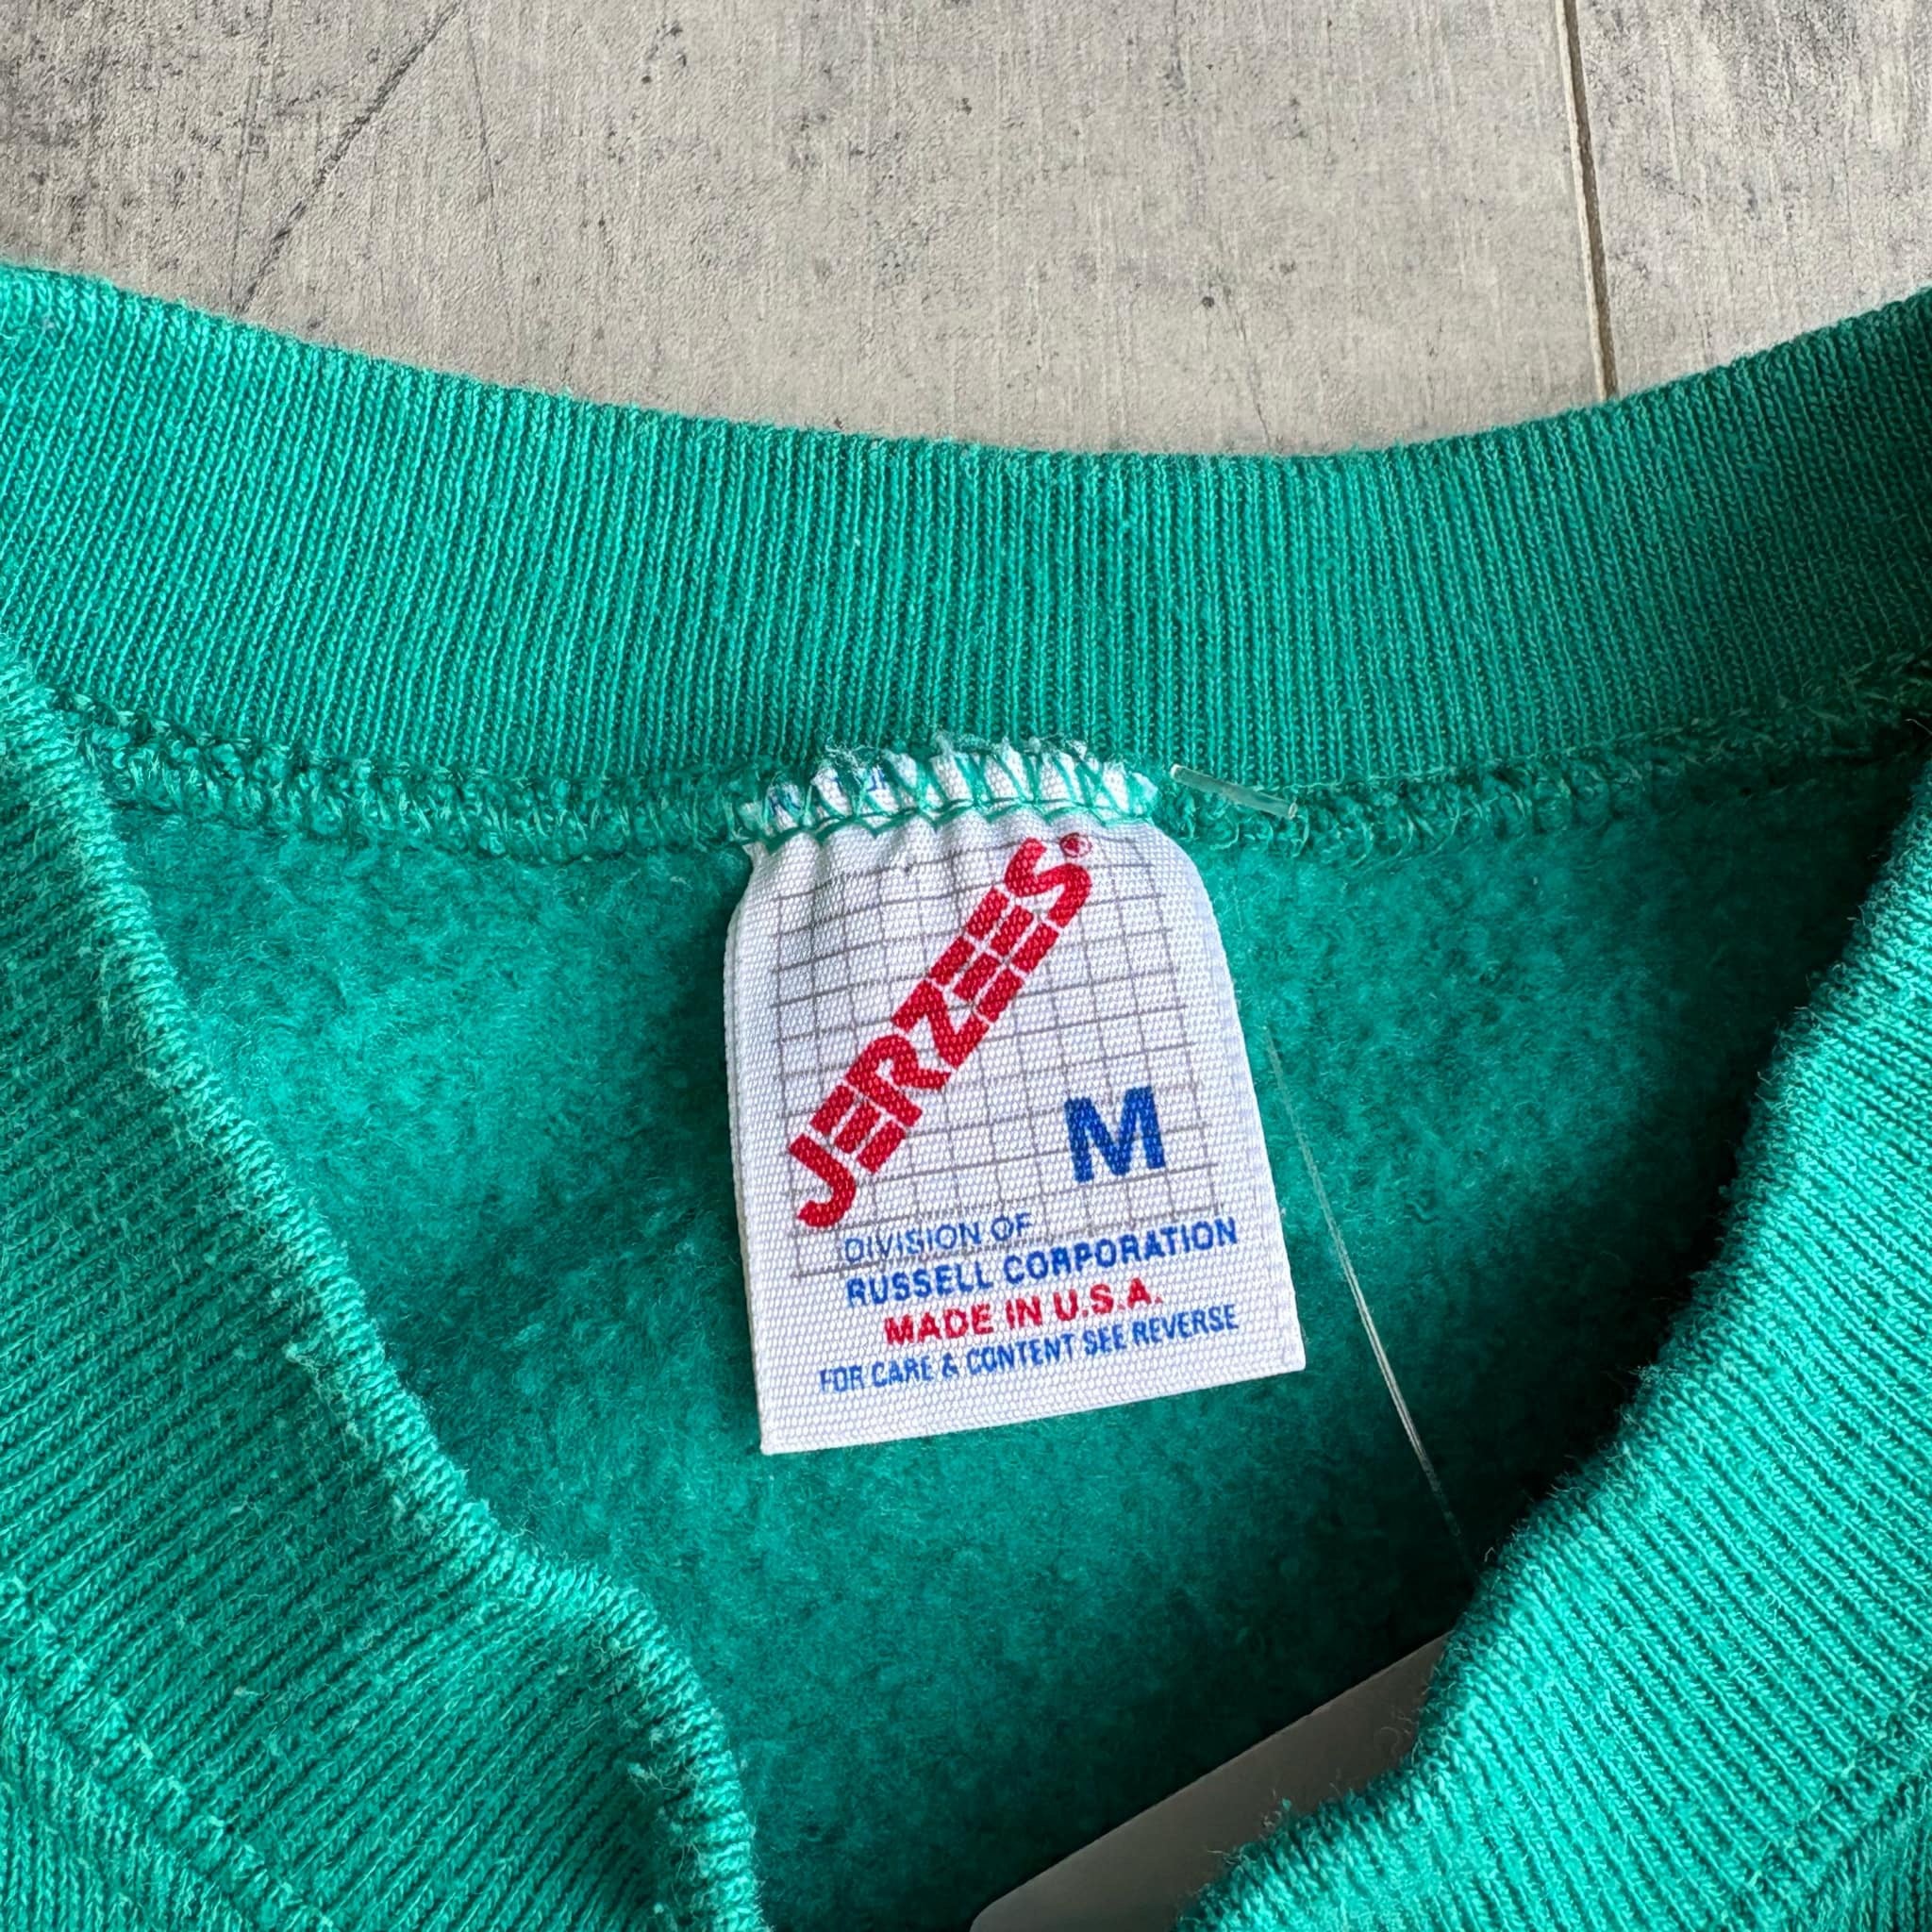 JERZEES®
M
DIVISION OF
RUSSELL CORPORATION
MADE IN U.S.A.
FOR CARE & CONTENT SEE REVERSE